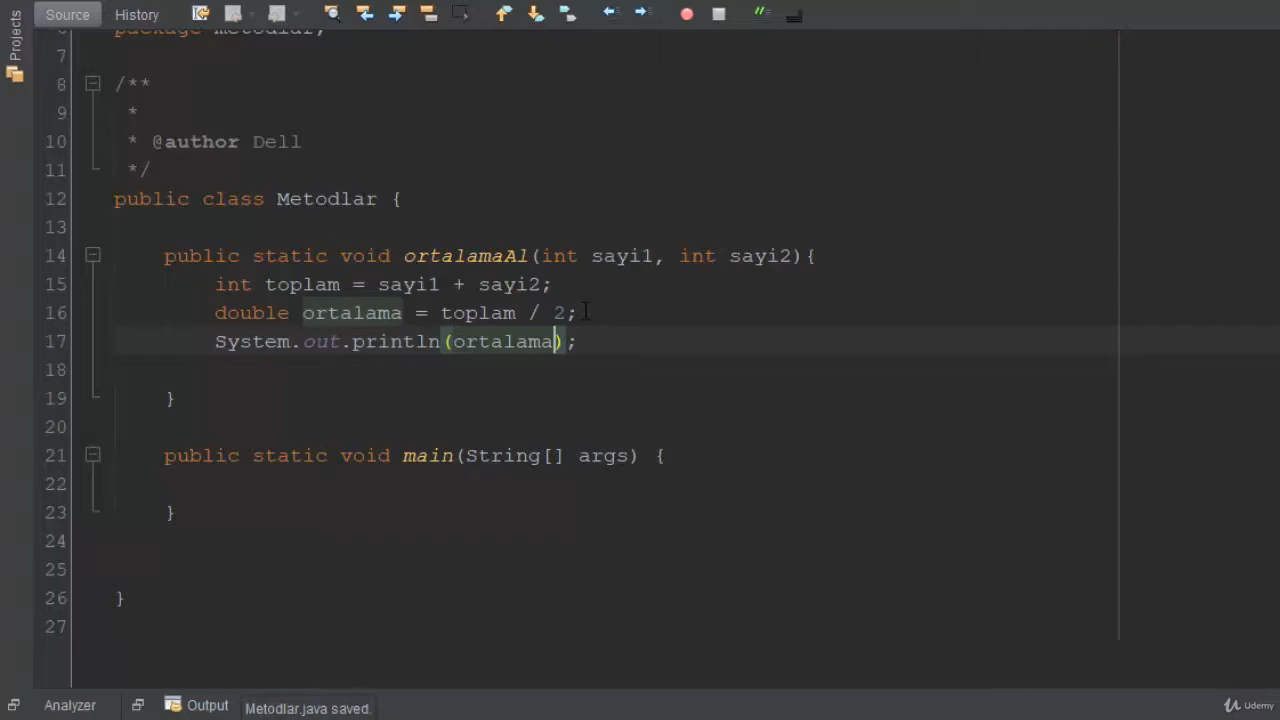 Projects
Source History
6 package metodlar;
7
8 /**
9 *
10 * @author Dell
11 */
12 public class Metodlar {
13
14 public static void ortalamaAl(int sayi1, int sayi2){
15 int toplam = sayi1 + sayi2;
16 double ortalama = toplam / 2;
17 System.out.println(ortalama);
18
19 }
20
21 public static void main(String[] args) {
22
23 }
24
25
26 }
27
Analyzer Output Metodlar.java saved. Udemy